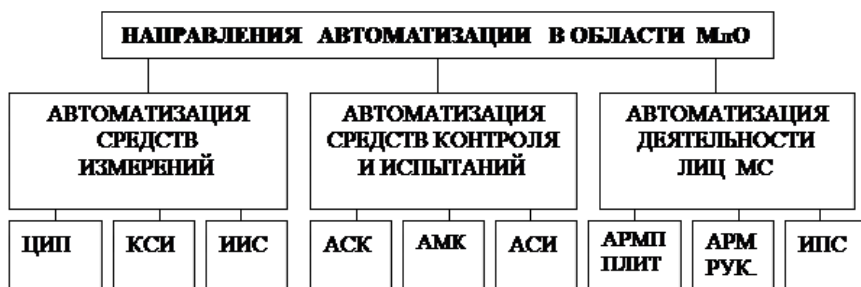 НАПРАВЛЕНИЯ АВТОМАТИЗАЦИИ В ОБЛАСТИ МлО
АВТОМАТИЗАЦИЯ
СРЕДСТВ
ИЗМЕРЕНИЙ
АВТОМАТИЗАЦИЯ
СРЕДСТВ КОНТРОЛЯ
И ИСПЫТАНИЙ
АВТОМАТИЗАЦИЯ
ДЕЯТЕЛЬНОСТИ
ЛИЦ МС
ЦИП
КСИ
ИИС
АСК
АМК
АСИ
АРМП
ПЛИТ
АРМ
РУК.
ИПС